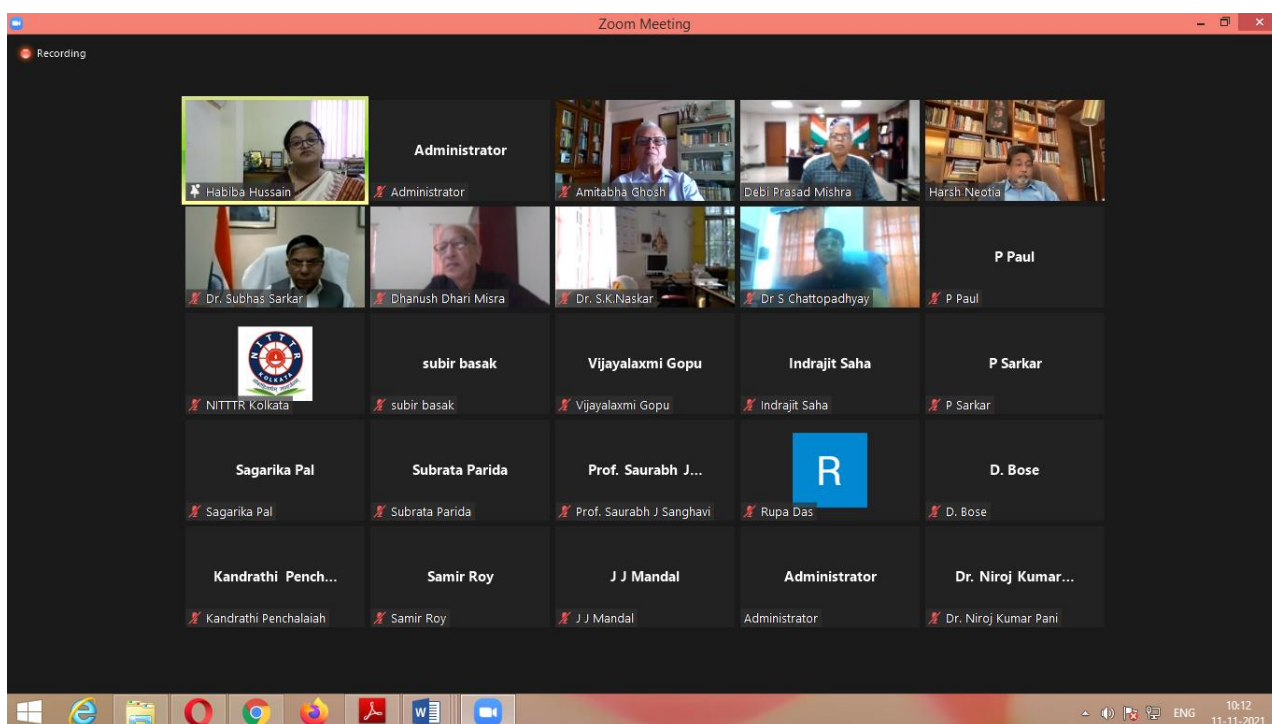 Zoom Meeting
Recording
Habiba Hussain
Administrator
Administrator
Amitabha Ghosh
Debi Prasad Mishra
Harsh Neotia
Dr. Subhas Sarkar
Dhanush Dhari Misra
Dr. S.K.Naskar
Dr S Chattopadhyay
P Paul
P Paul
NITTTR
KOLKATA
NITTTR Kolkata
subir basak
subir basak
Vijayalaxmi Gopu
Vijayalaxmi Gopu
Indrajit Saha
Indrajit Saha
P Sarkar
P Sarkar
Sagarika Pal
Sagarika Pal
Subrata Parida
Subrata Parida
Prof. Saurabh J...
Prof. Saurabh J Sanghavi
R
Rupa Das
D. Bose
D. Bose
Kandrathi Pench...
Kandrathi Penchalaiah
Samir Roy
Samir Roy
J J Mandal
J J Mandal
Administrator
Administrator
Dr. Niroj Kumar...
Dr. Niroj Kumar Pani
ENG
10:12
11-11-2021